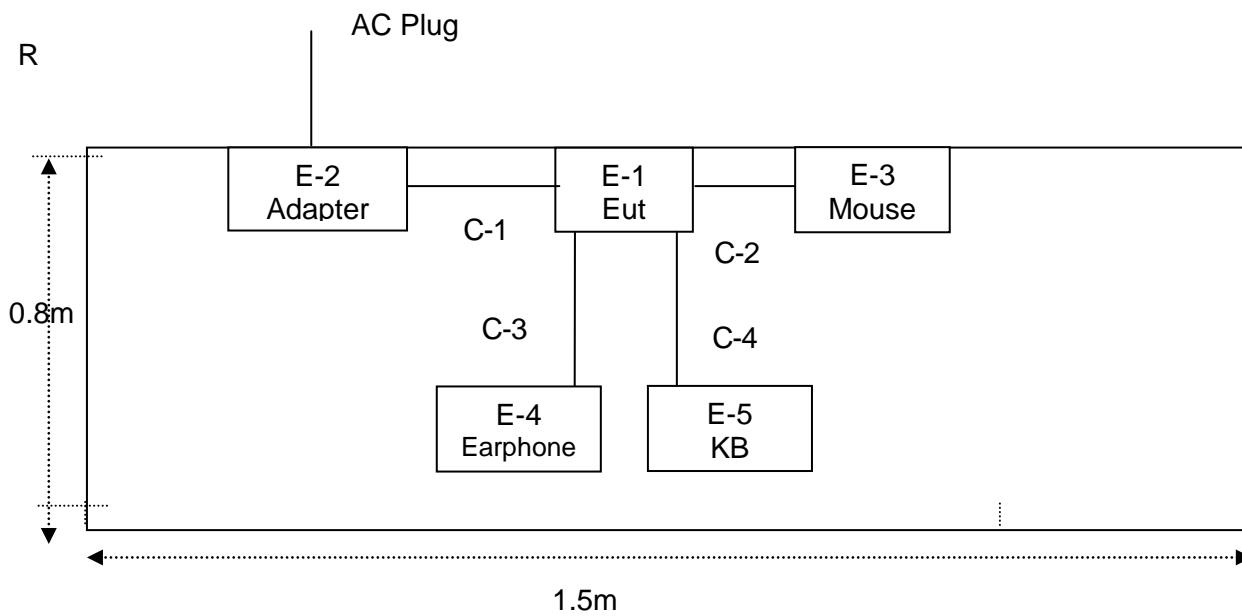 AC Plug
R
E-2
Adapter
E-1
Eut
E-3
Mouse
C-1
C-2
0.8m
C-3
C-4
E-4
Earphone
E-5
KB
1.5m